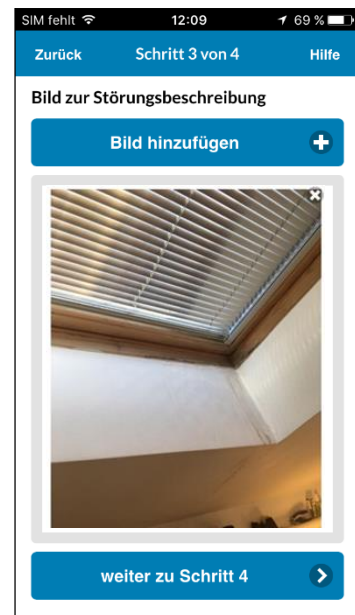 SIM fehlt 12:09 69 %
Zurück Schritt 3 von 4 Hilfe
Bild zur Störungsbeschreibung
Bild hinzufügen
weiter zu Schritt 4